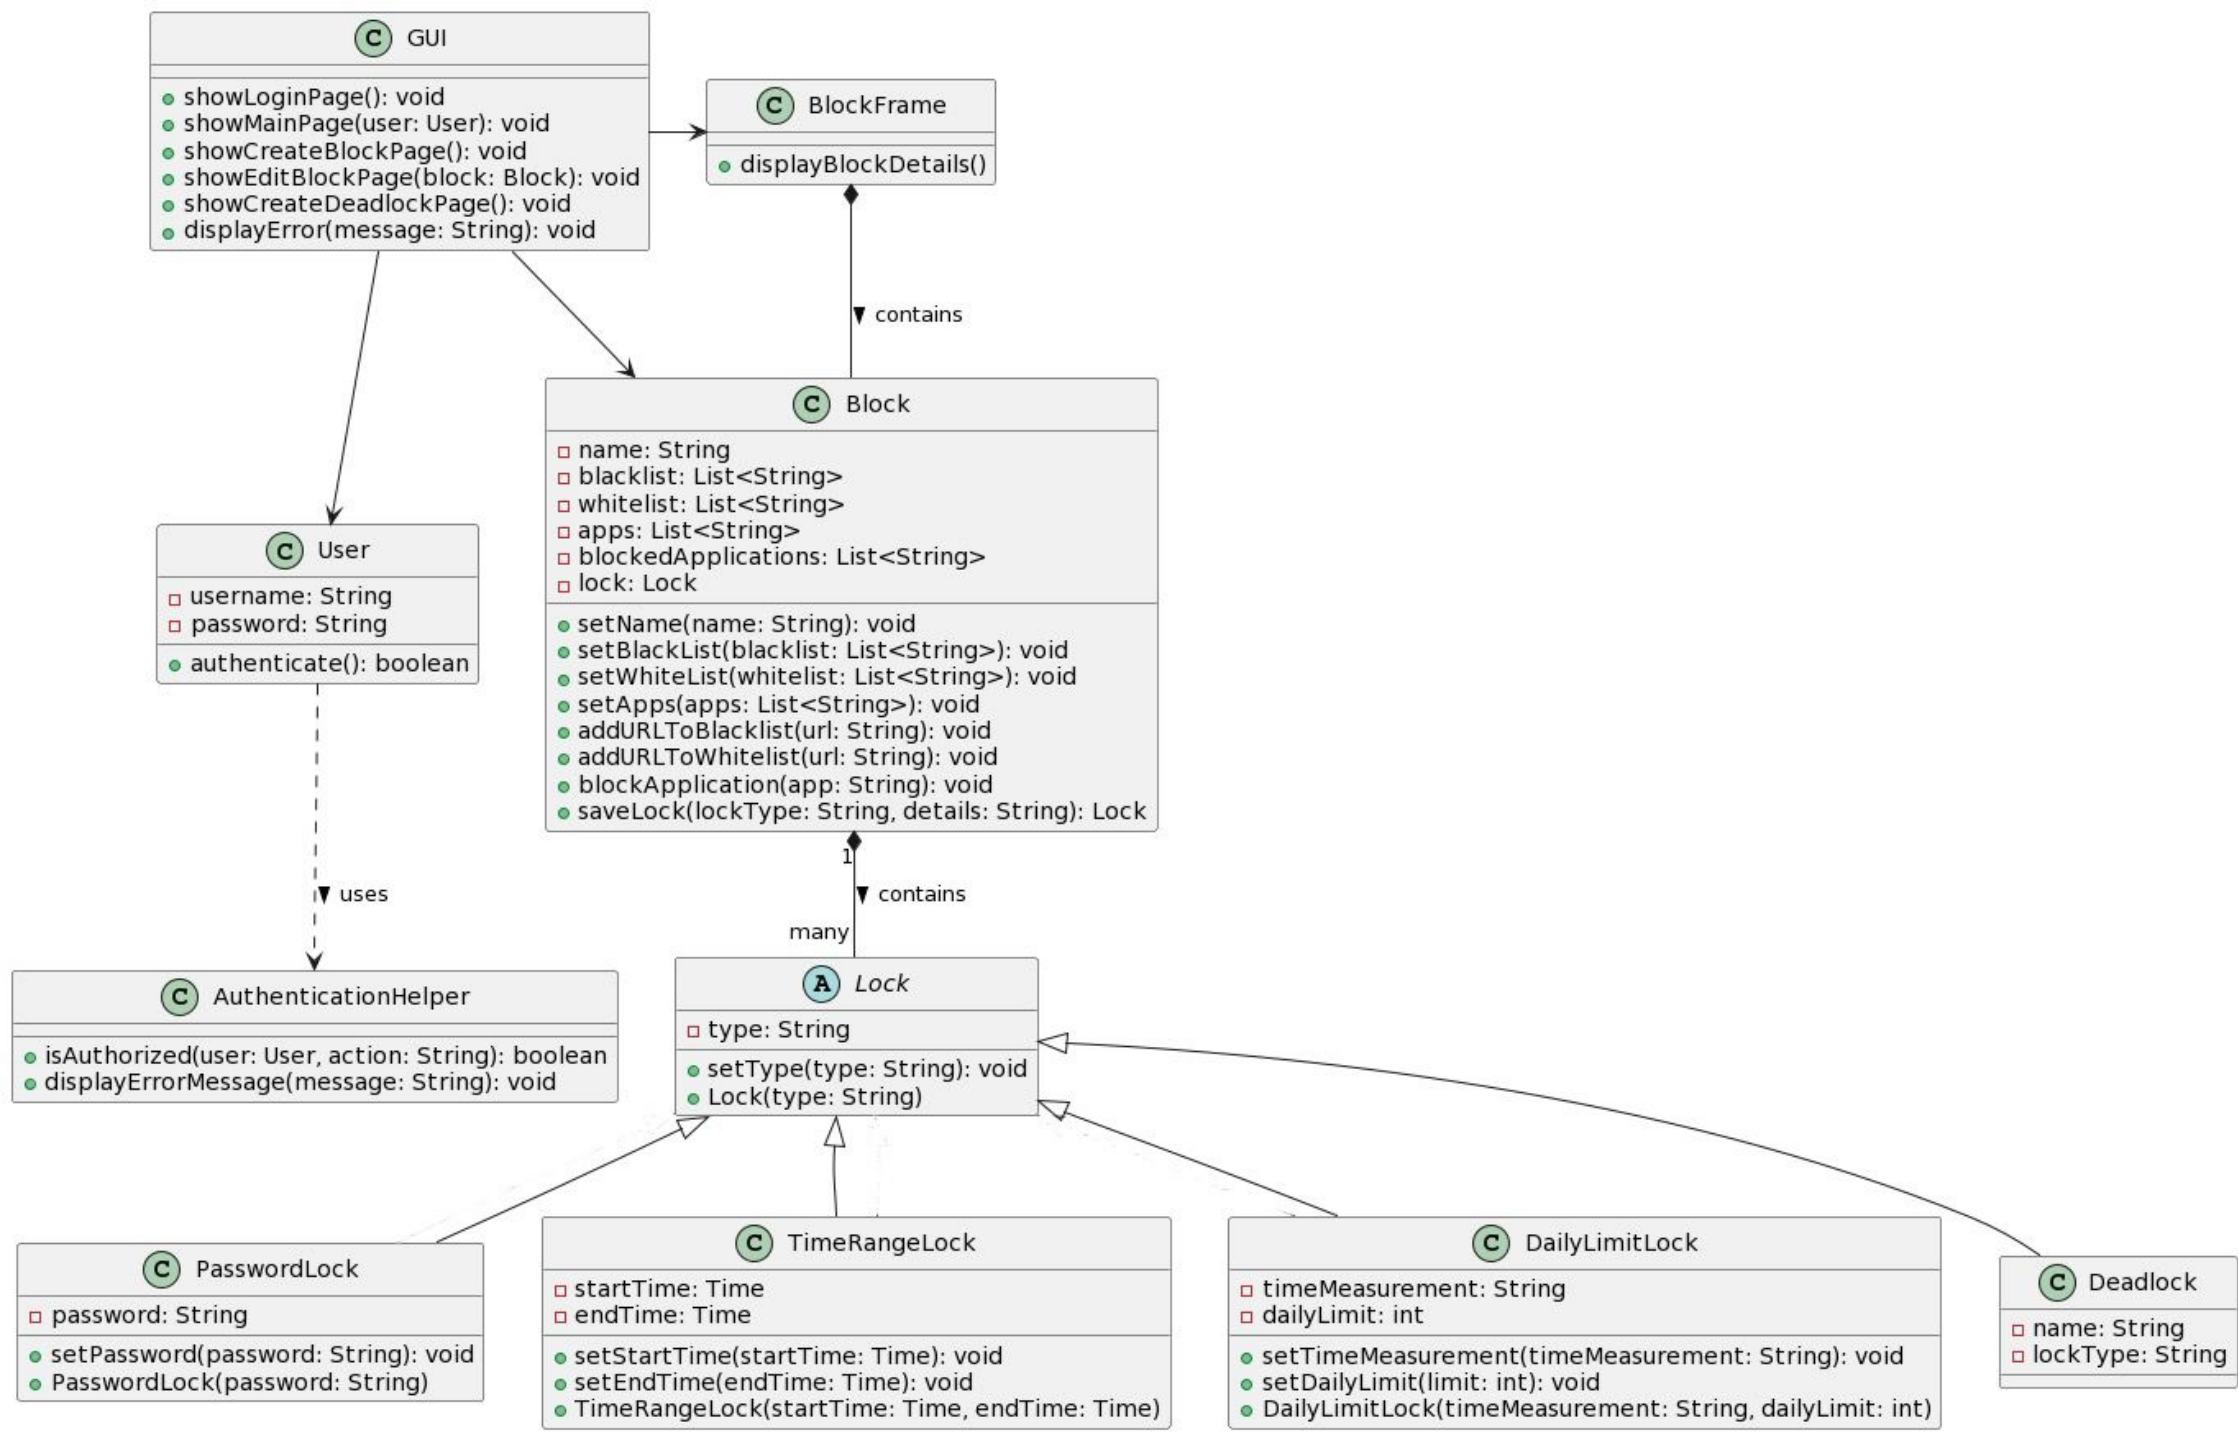 C GUI
showLoginPage(): void
showMainPage(user: User): void
showCreateBlockPage(): void
showEditBlockPage(block: Block): void
showCreateDeadlockPage(): void
displayError(message: String): void
C BlockFrame
displayBlockDetails()
contains
C Block
name: String
blacklist: List<String>
whitelist: List<String>
apps: List<String>
blockedApplications: List<String>
lock: Lock
setName(name: String): void
setBlackList(blacklist: List<String>): void
setWhiteList(whitelist: List<String>): void
setApps(apps: List<String>): void
addURLToBlacklist(url: String): void
addURLToWhitelist(url: String): void
blockApplication(app: String): void
saveLock(lockType: String, details: String): Lock
C User
username: String
password: String
authenticate(): boolean
uses
1
contains
many
C AuthenticationHelper
isAuthorized(user: User, action: String): boolean
displayErrorMessage(message: String): void
A Lock
type: String
setType(type: String): void
Lock(type: String)
C PasswordLock
password: String
setPassword(password: String): void
PasswordLock(password: String)
C TimeRangeLock
startTime: Time
endTime: Time
setStartTime(startTime: Time): void
setEndTime(endTime: Time): void
TimeRangeLock(startTime: Time, endTime: Time)
C DailyLimitLock
timeMeasurement: String
dailyLimit: int
setTimeMeasurement(timeMeasurement: String): void
setDailyLimit(limit: int): void
DailyLimitLock(timeMeasurement: String, dailyLimit: int)
C Deadlock
name: String
lockType: String